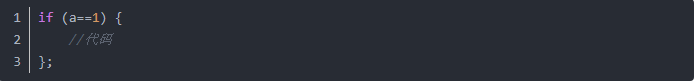 1 if (a==1) {
2     //代码
3 };